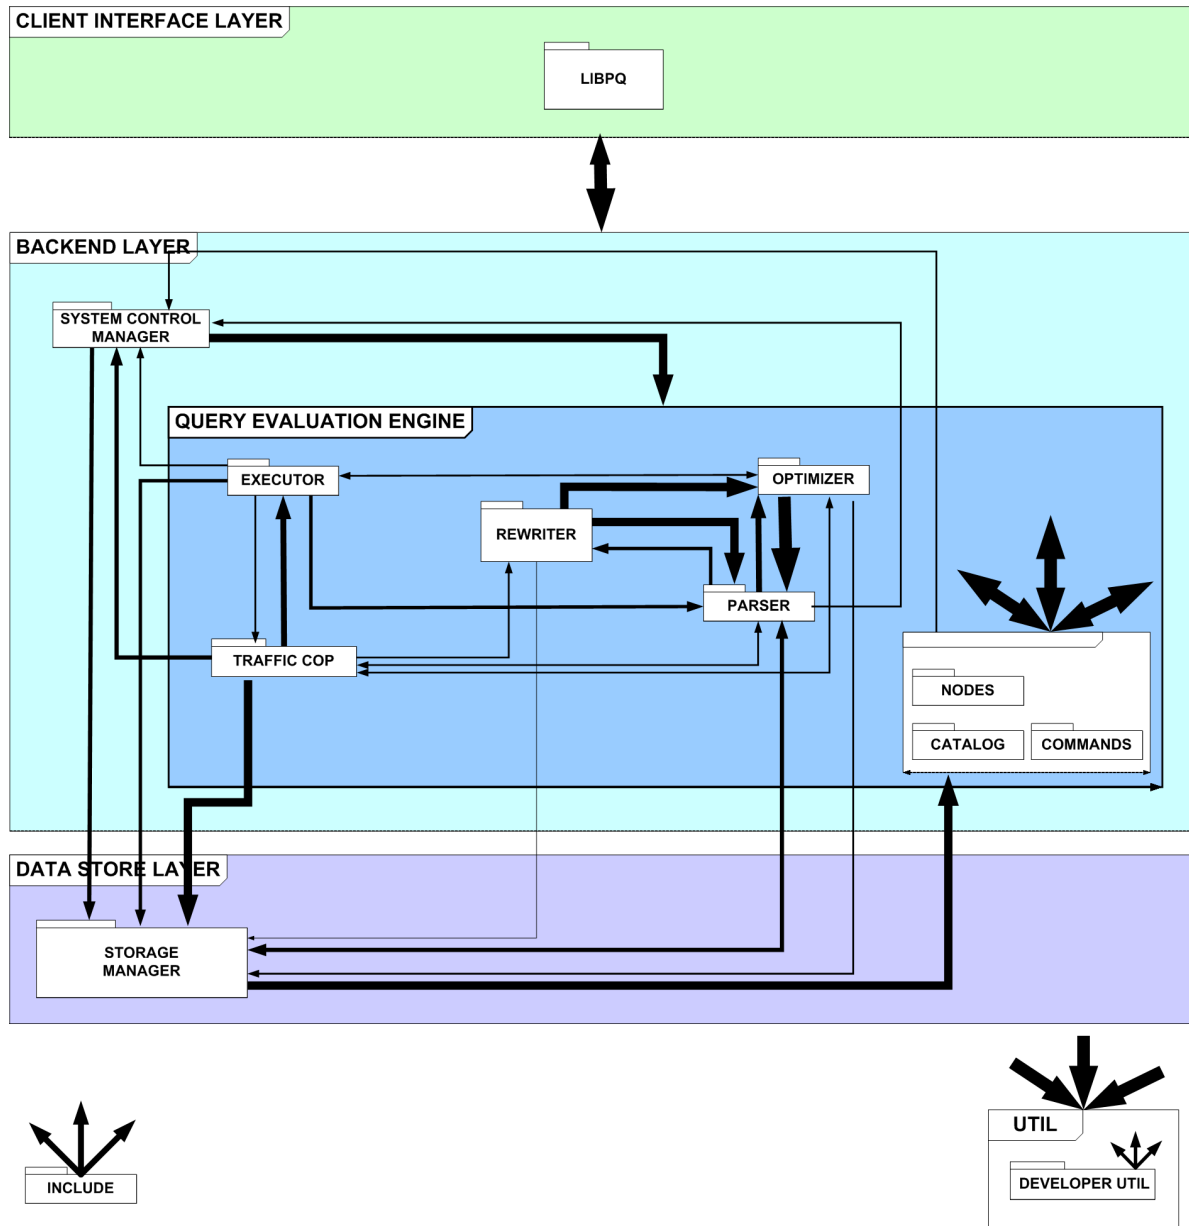 CLIENT INTERFACE LAYER
LIBPQ
BACKEND LAYER
SYSTEM CONTROL
MANAGER
QUERY EVALUATION ENGINE
EXECUTOR
OPTIMIZER
REWRITER
PARSER
TRAFFIC COP
NODES
CATALOG
COMMANDS
DATA STORE LAYER
STORAGE
MANAGER
UTIL
INCLUDE
DEVELOPER UTIL